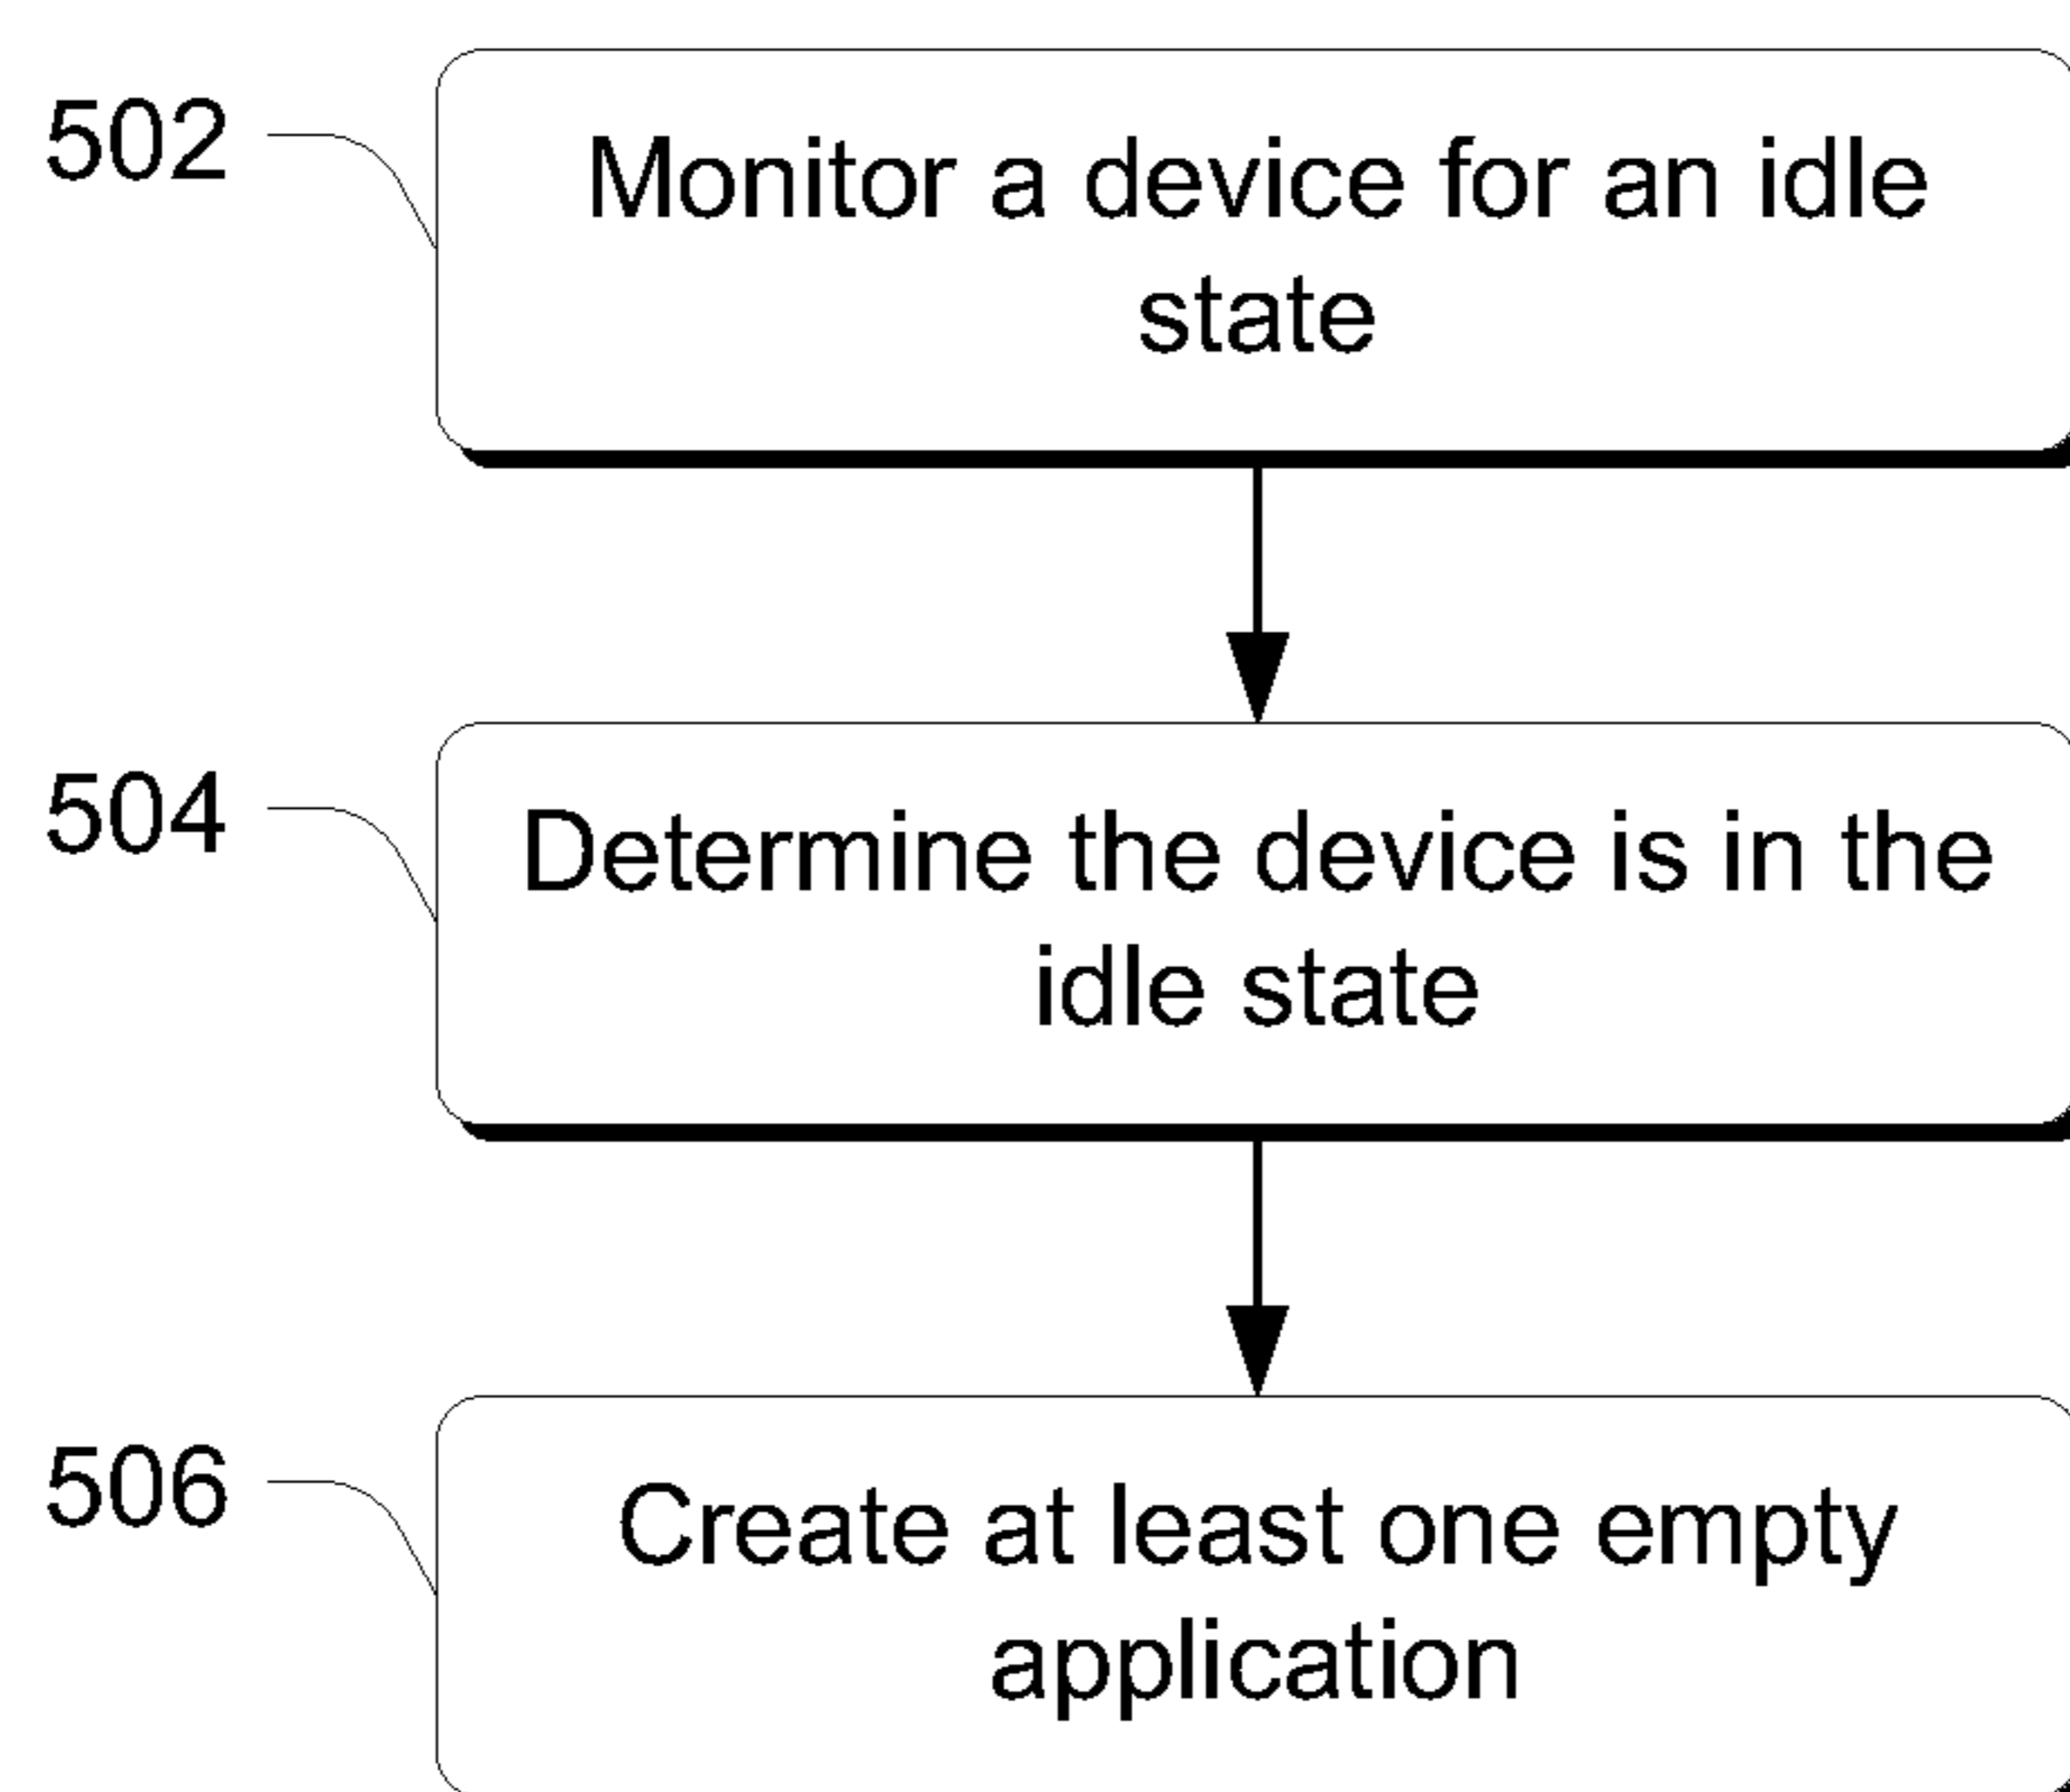 502
Monitor a device for an idle
state
504
Determine the device is in the
idle state
506
Create at least one empty
application